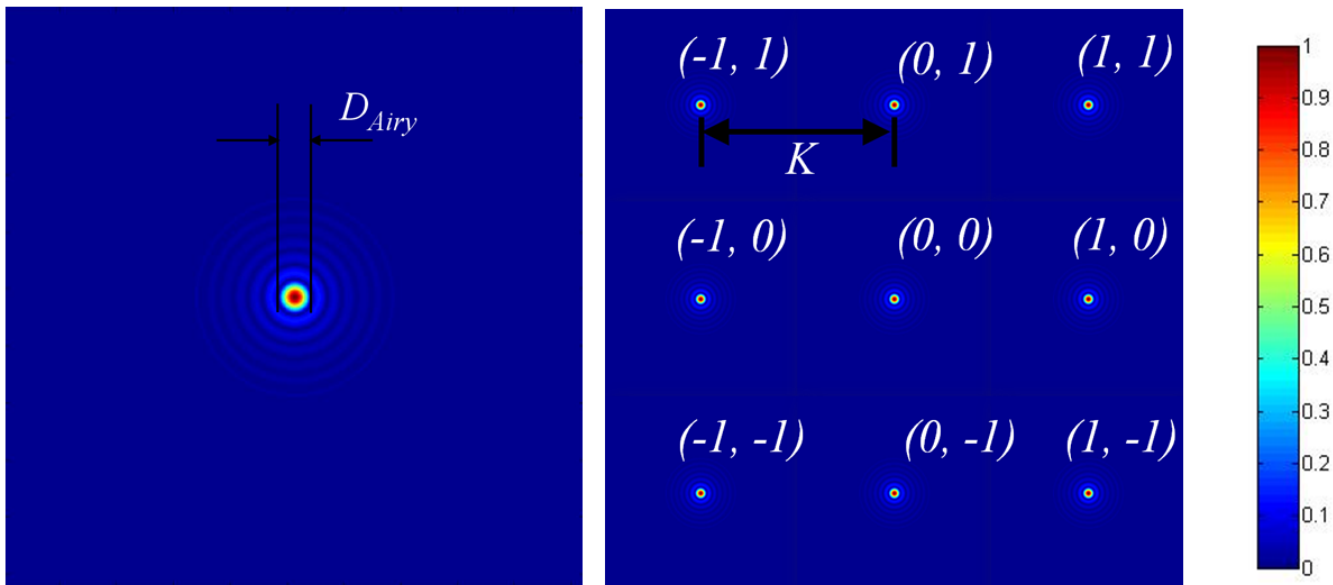 D_Airy
(-1, 1) (0, 1) (1, 1)
K
(-1, 0) (0, 0) (1, 0)
(-1, -1) (0, -1) (1, -1)
1
0.9
0.8
0.7
0.6
0.5
0.4
0.3
0.2
0.1
0